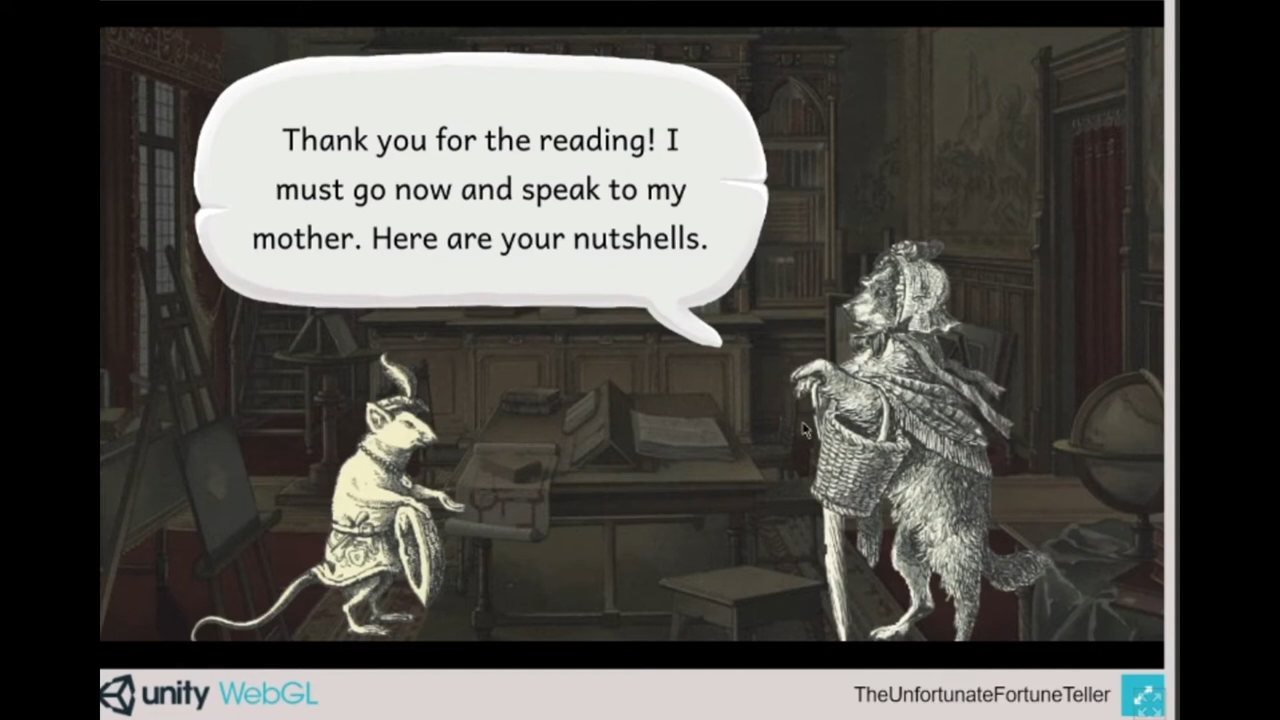 Thank you for the reading! I
must go now and speak to my
mother. Here are your nutshells.
unity WebGL
TheUnfortunateFortuneTeller